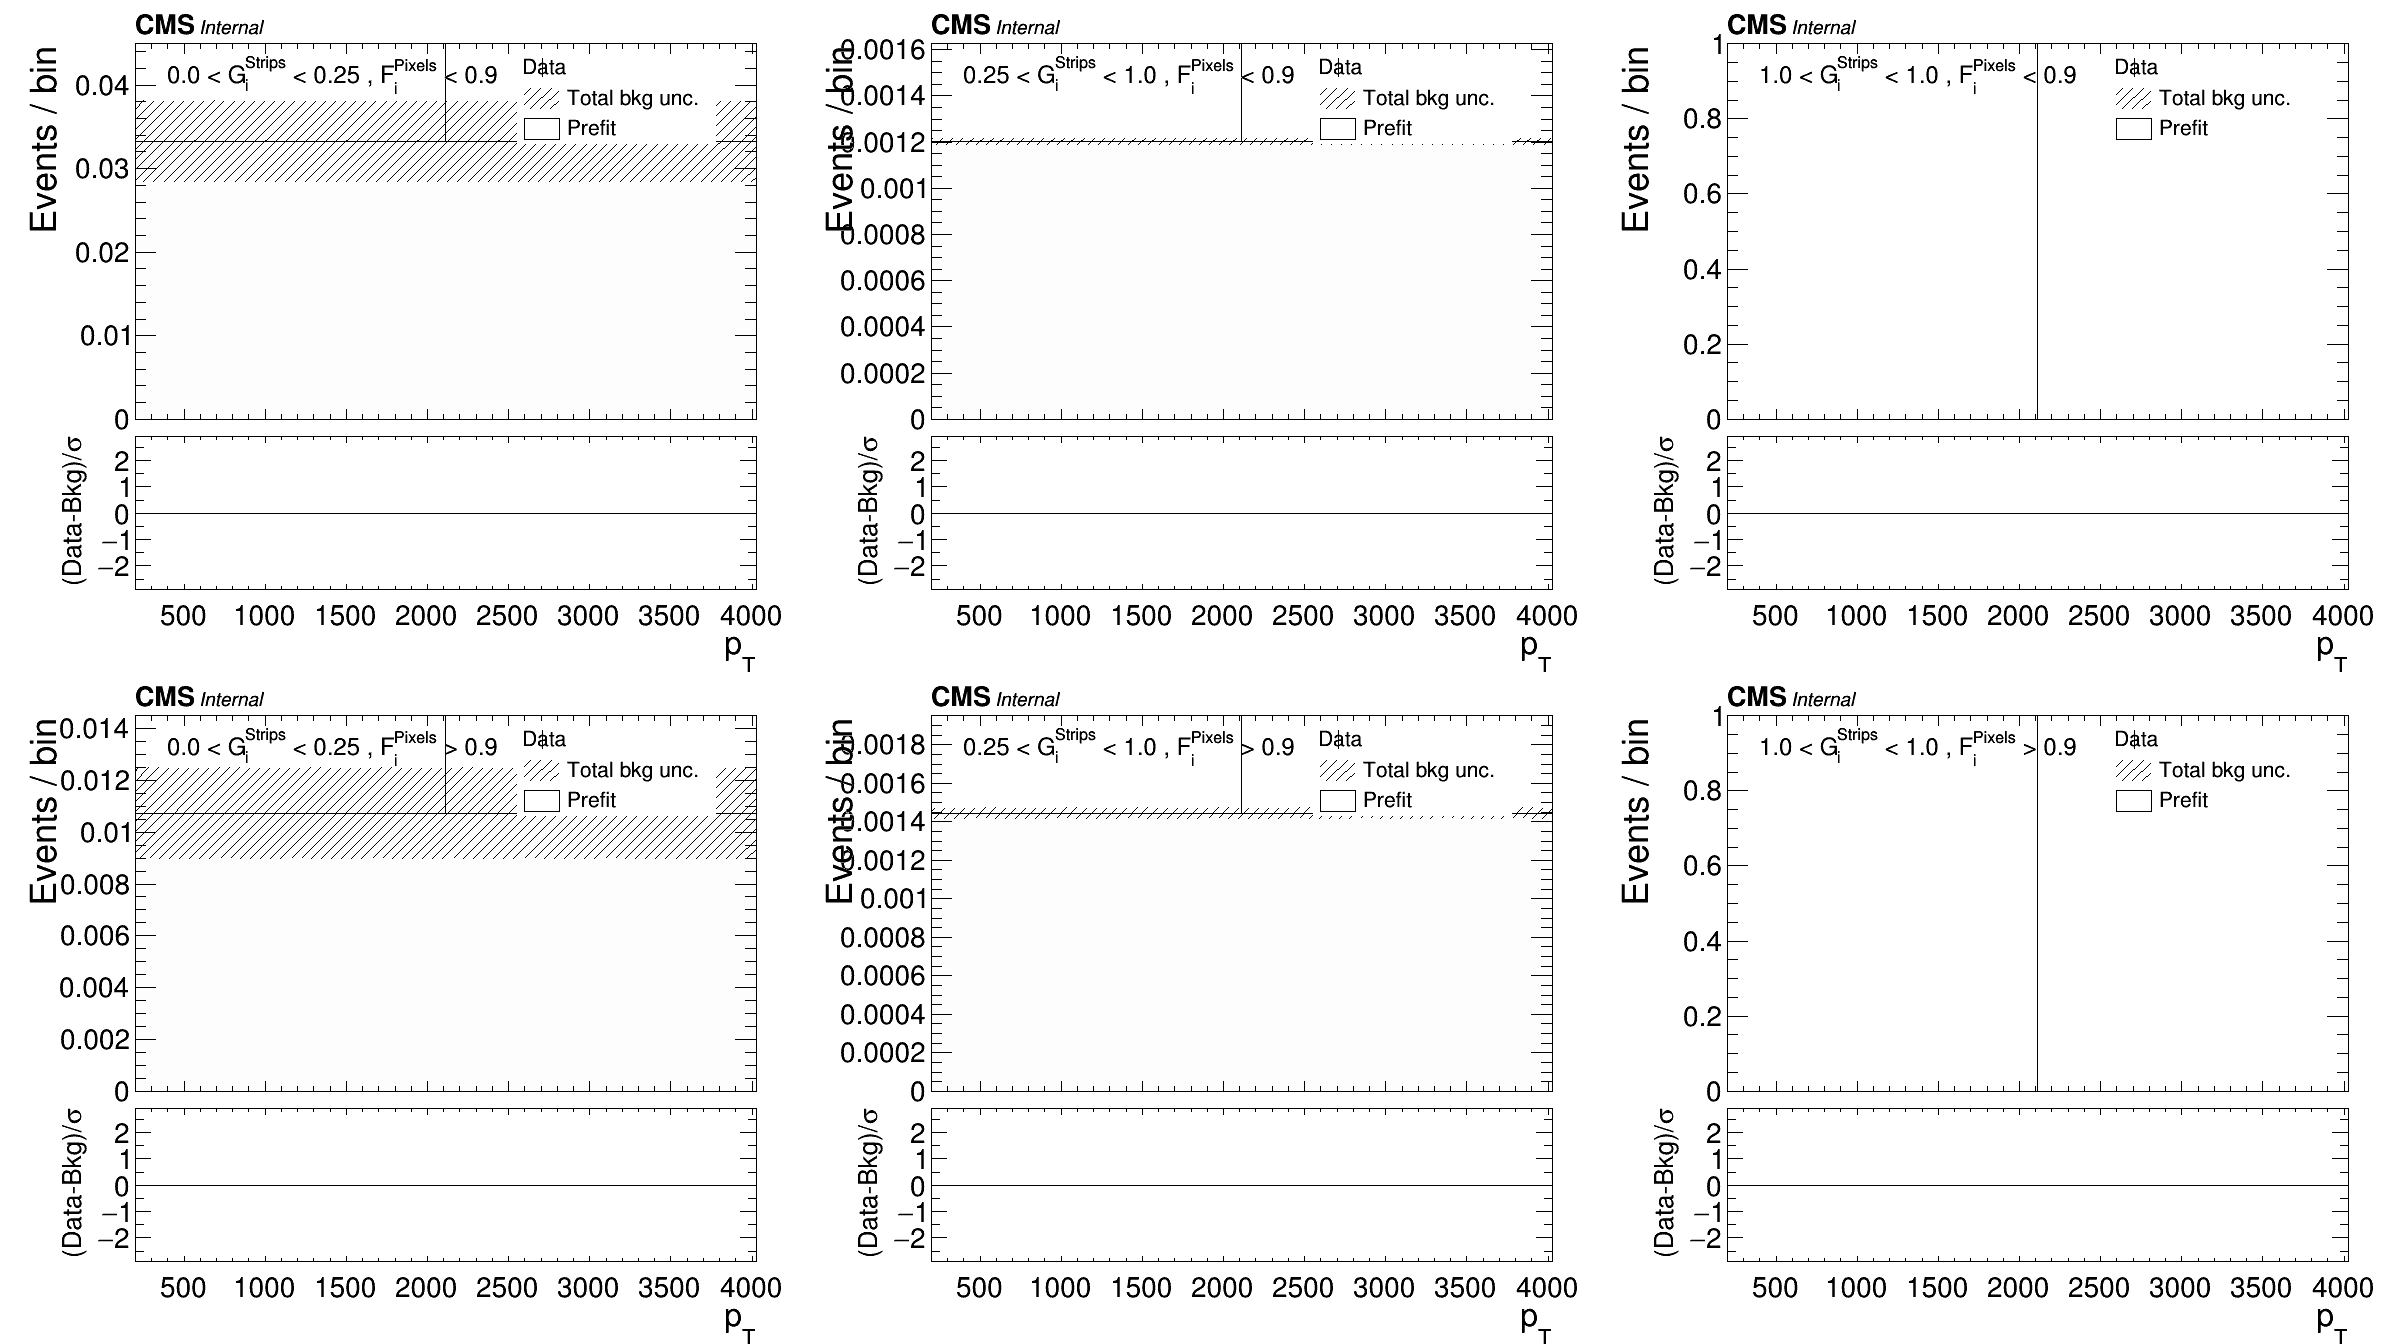 CMS Internal
Events / bin
0.0 < G_i^Strips < 0.25 , F_i^Pixels < 0.9
Data
Total bkg unc.
Prefit
0.04
0.03
0.02
0.01
0
(Data-Bkg)/σ
2
1
0
−1
−2
500 1000 1500 2000 2500 3000 3500 4000
p_T
CMS Internal
Events / bin
0.25 < G_i^Strips < 1.0 , F_i^Pixels < 0.9
Data
Total bkg unc.
Prefit
0.0016
0.0014
0.0012
0.001
0.0008
0.0006
0.0004
0.0002
0
(Data-Bkg)/σ
2
1
0
−1
−2
500 1000 1500 2000 2500 3000 3500 4000
p_T
CMS Internal
Events / bin
1.0 < G_i^Strips < 1.0 , F_i^Pixels < 0.9
Data
Total bkg unc.
Prefit
1
0.8
0.6
0.4
0.2
0
(Data-Bkg)/σ
2
1
0
−1
−2
500 1000 1500 2000 2500 3000 3500 4000
p_T
CMS Internal
Events / bin
0.0 < G_i^Strips < 0.25 , F_i^Pixels > 0.9
Data
Total bkg unc.
Prefit
0.014
0.012
0.01
0.008
0.006
0.004
0.002
0
(Data-Bkg)/σ
2
1
0
−1
−2
500 1000 1500 2000 2500 3000 3500 4000
p_T
CMS Internal
Events / bin
0.25 < G_i^Strips < 1.0 , F_i^Pixels > 0.9
Data
Total bkg unc.
Prefit
0.0018
0.0016
0.0014
0.0012
0.001
0.0008
0.0006
0.0004
0.0002
0
(Data-Bkg)/σ
2
1
0
−1
−2
500 1000 1500 2000 2500 3000 3500 4000
p_T
CMS Internal
Events / bin
1.0 < G_i^Strips < 1.0 , F_i^Pixels > 0.9
Data
Total bkg unc.
Prefit
1
0.8
0.6
0.4
0.2
0
(Data-Bkg)/σ
2
1
0
−1
−2
500 1000 1500 2000 2500 3000 3500 4000
p_T